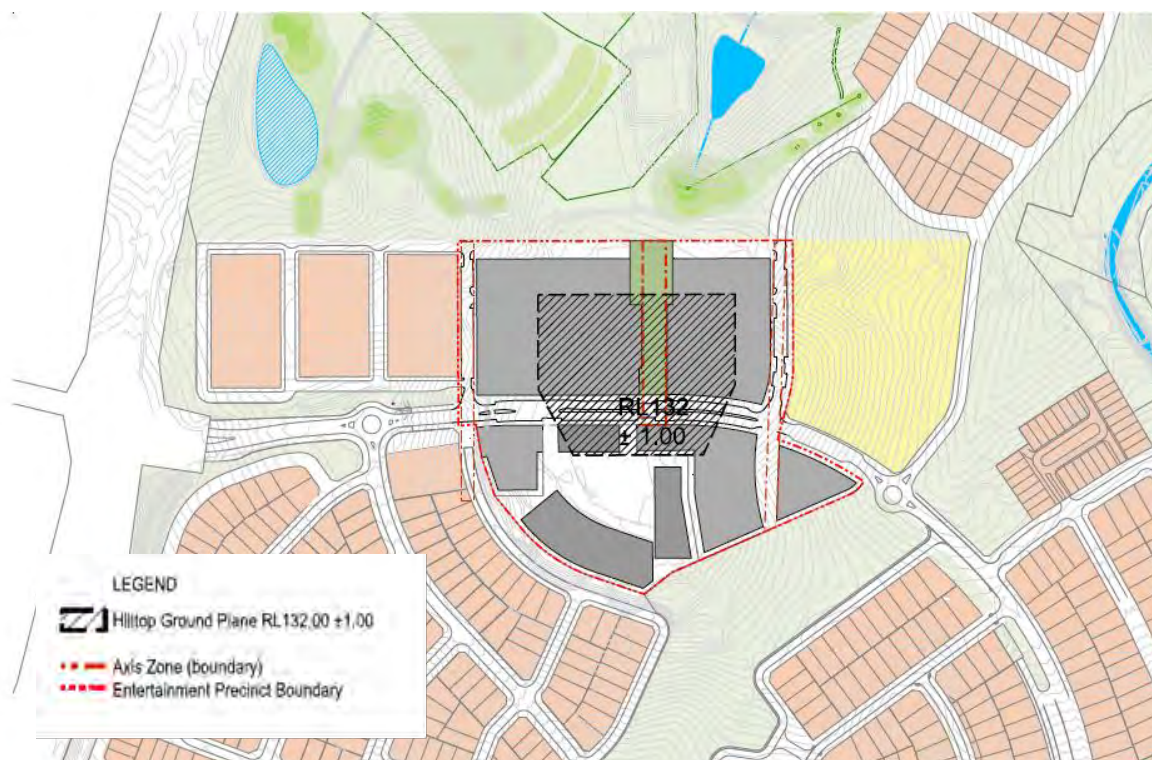 RL132
± 1.00
LEGEND
Hilltop Ground Plane RL132.00 ±1.00
Axis Zone (boundary)
Entertainment Precinct Boundary